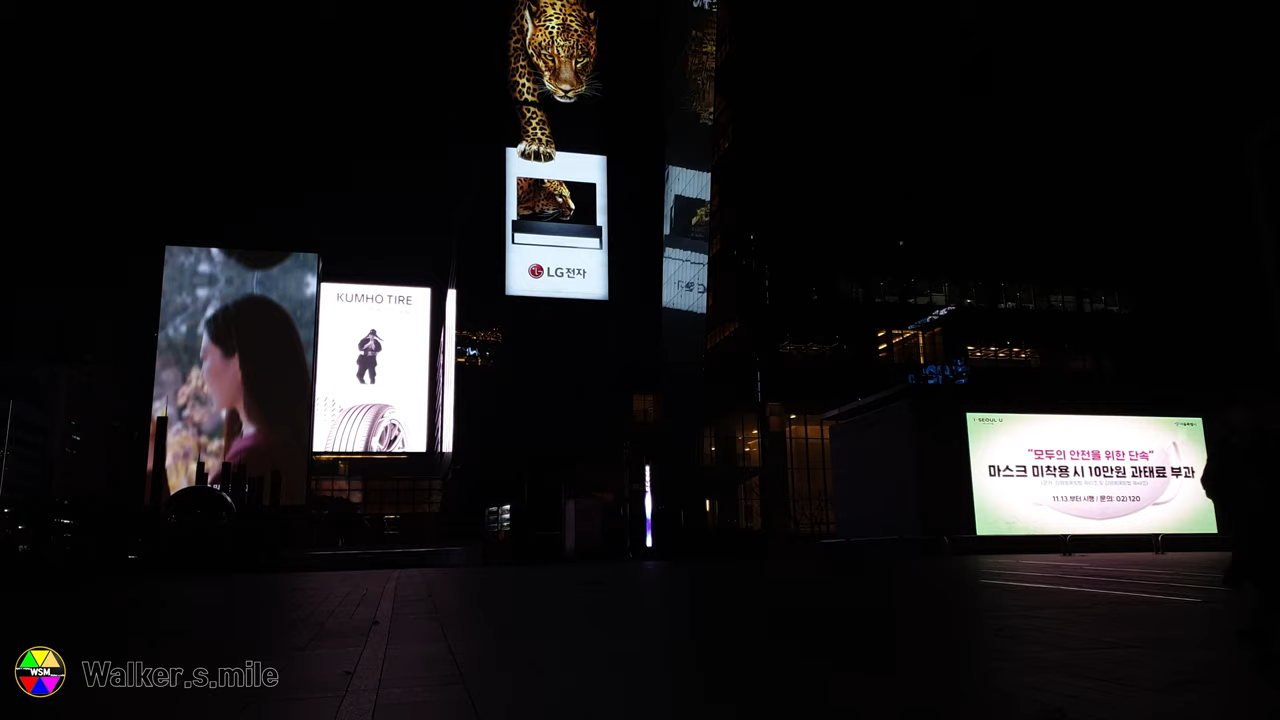 KUMHO TIRE
LG전자
I·SEOUL·U
"모두의 안전을 위한 단속"
마스크 미착용 시 10만원 과태료 부과
11.13.부터 시행 / 문의: 02)120
WSM
Walker.s.mile